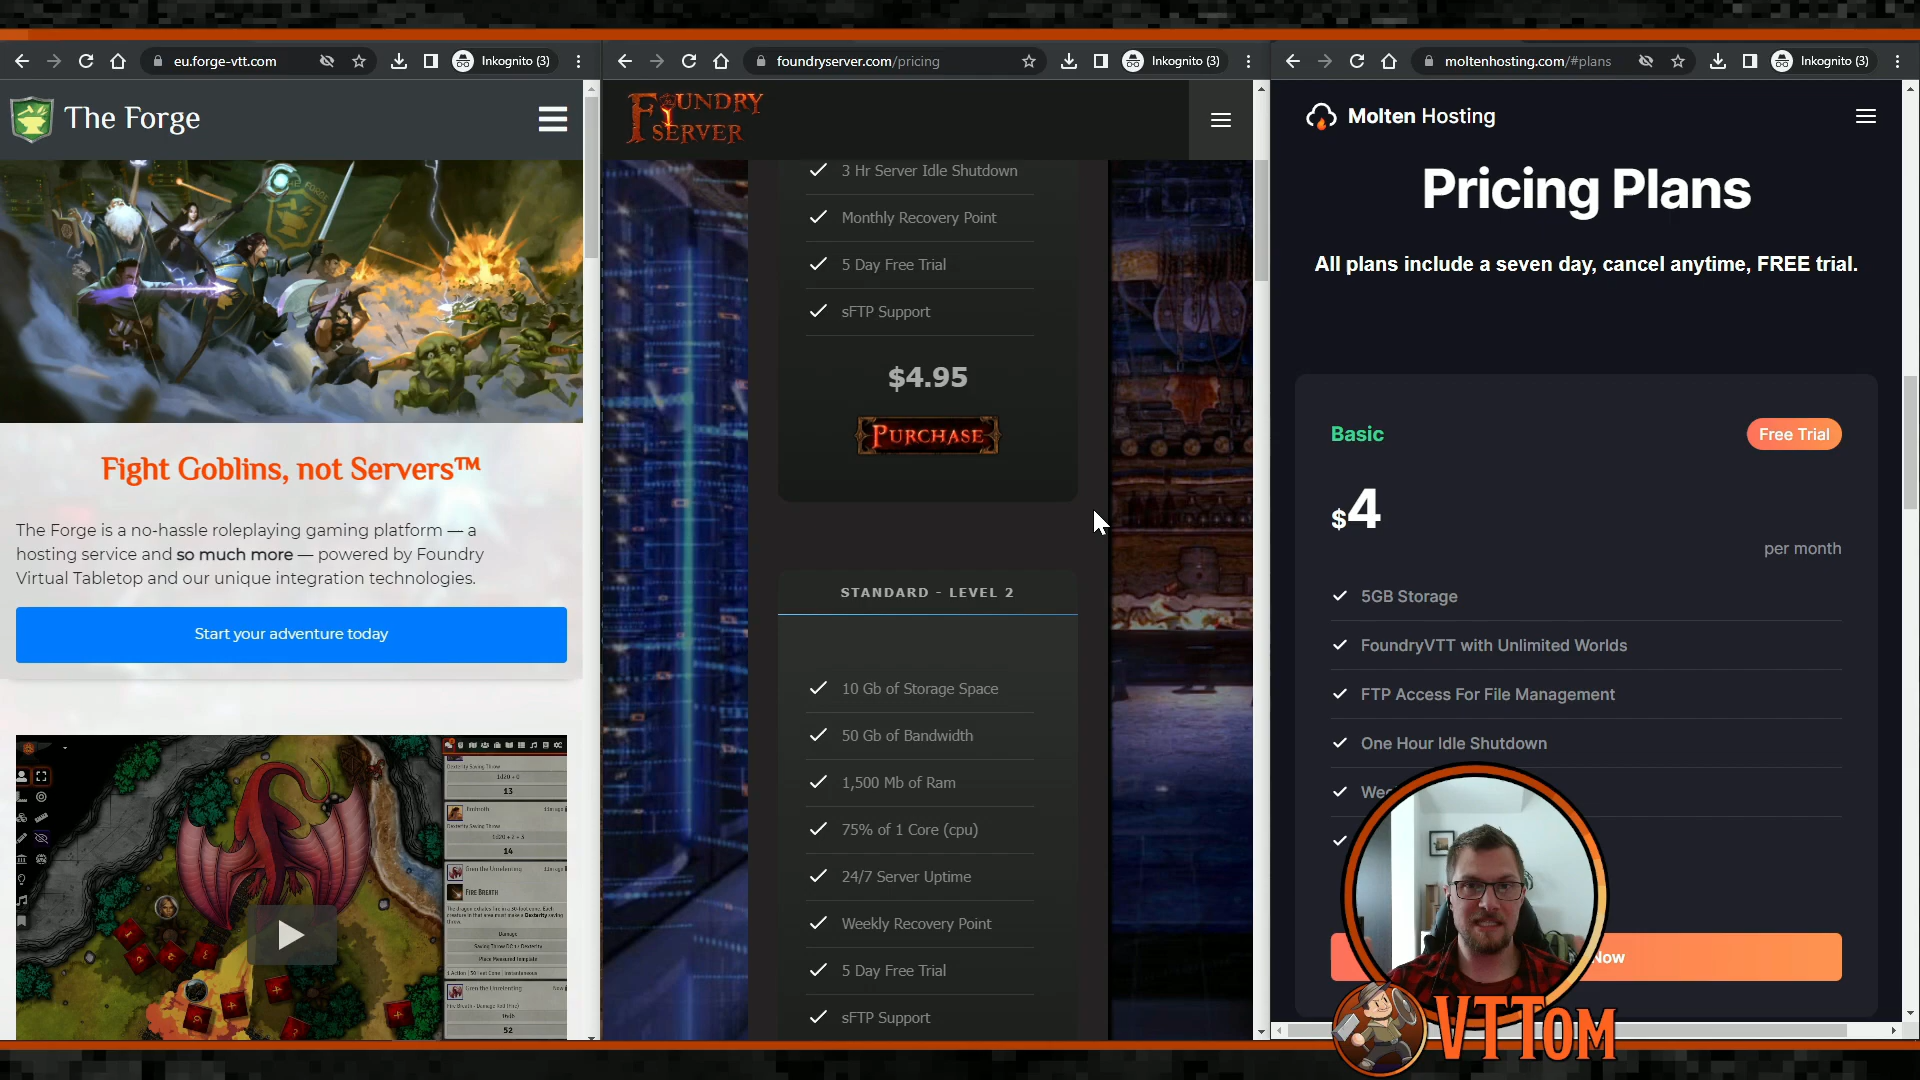 eu.forge-vtt.com
Inkognito (3)
The Forge
Fight Goblins, not Servers™
The Forge is a no-hassle roleplaying gaming platform — a
hosting service and so much more — powered by Foundry
Virtual Tabletop and our unique integration technologies.
Start your adventure today
13
14
FIRE BREATH
52
foundryserver.com/pricing
Inkognito (3)
FOUNDRY
SERVER
3 Hr Server Idle Shutdown
Monthly Recovery Point
5 Day Free Trial
sFTP Support
$4.95
PURCHASE
STANDARD - LEVEL 2
10 Gb of Storage Space
50 Gb of Bandwidth
1,500 Mb of Ram
75% of 1 Core (cpu)
24/7 Server Uptime
Weekly Recovery Point
5 Day Free Trial
sFTP Support
moltenhosting.com/#plans
Inkognito (3)
Molten Hosting
Pricing Plans
All plans include a seven day, cancel anytime, FREE trial.
Basic
Free Trial
$4
per month
5GB Storage
FoundryVTT with Unlimited Worlds
FTP Access For File Management
One Hour Idle Shutdown
Now
VTTOM